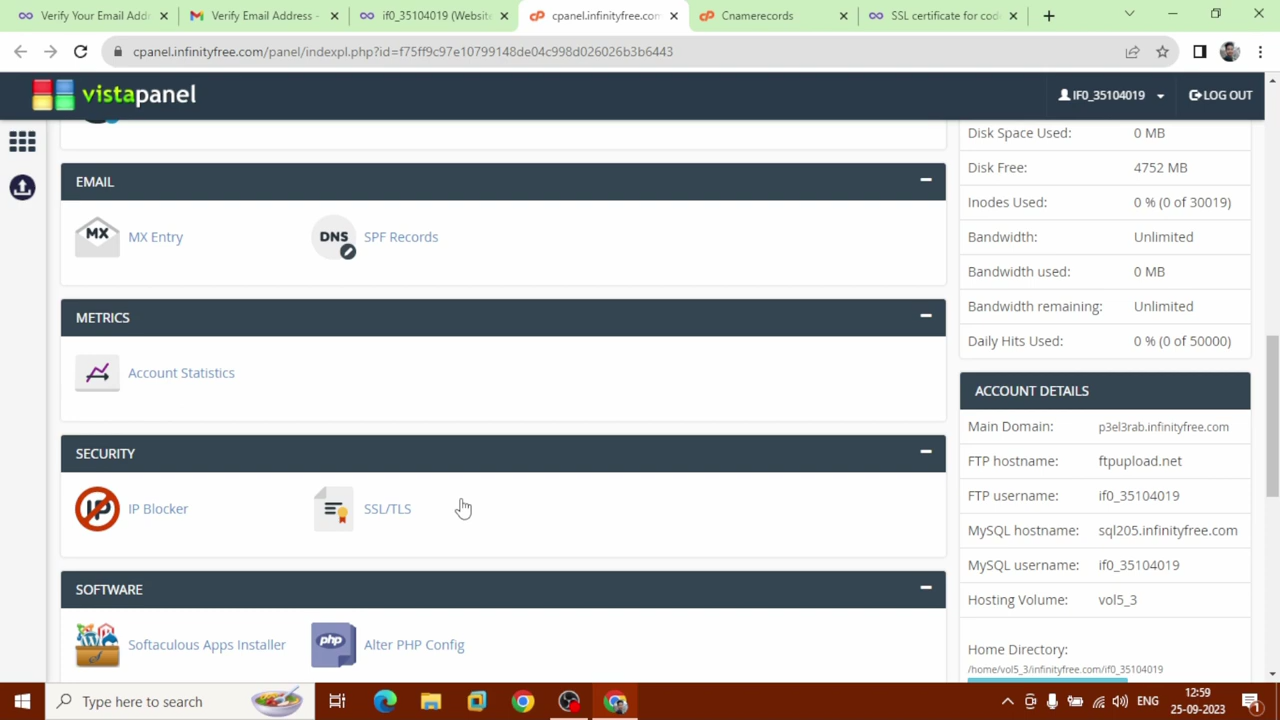 Verify Your Email Addr
Verify Email Address -
if0_35104019 (Website
cpanel.infinityfree.com
Cnamerecords
SSL certificate for code
cpanel.infinityfree.com/panel/indexpl.php?id=f75ff9c97e10799148de04c998d026026b3b6443
vistapanel
IF0_35104019
LOG OUT
EMAIL
MX
MX Entry
DNS
SPF Records
METRICS
Account Statistics
SECURITY
IP
IP Blocker
SSL/TLS
SOFTWARE
Softaculous Apps Installer
php
Alter PHP Config
Disk Space Used: 0 MB
Disk Free: 4752 MB
Inodes Used: 0 % (0 of 30019)
Bandwidth: Unlimited
Bandwidth used: 0 MB
Bandwidth remaining: Unlimited
Daily Hits Used: 0 % (0 of 50000)
ACCOUNT DETAILS
Main Domain: p3el3rab.infinityfree.com
FTP hostname: ftpupload.net
FTP username: if0_35104019
MySQL hostname: sql205.infinityfree.com
MySQL username: if0_35104019
Hosting Volume: vol5_3
Home Directory:
/home/vol5_3/infinityfree.com/if0_35104019
Type here to search
ENG
12:59
25-09-2023
1